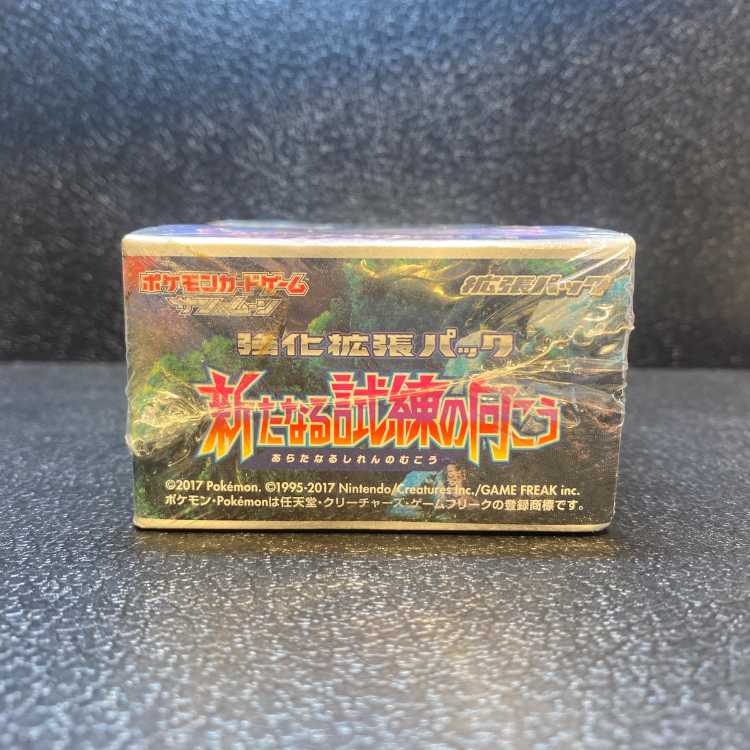 ポケモンカードゲーム
サン&ムーン
拡張パック
強化拡張パック
新たなる試練の向こう
あらたなるしれんのむこう
©2017 Pokémon. ©1995-2017 Nintendo/Creatures Inc./GAME FREAK inc.
ポケモン・Pokémonは任天堂・クリーチャーズ・ゲームフリークの登録商標です。